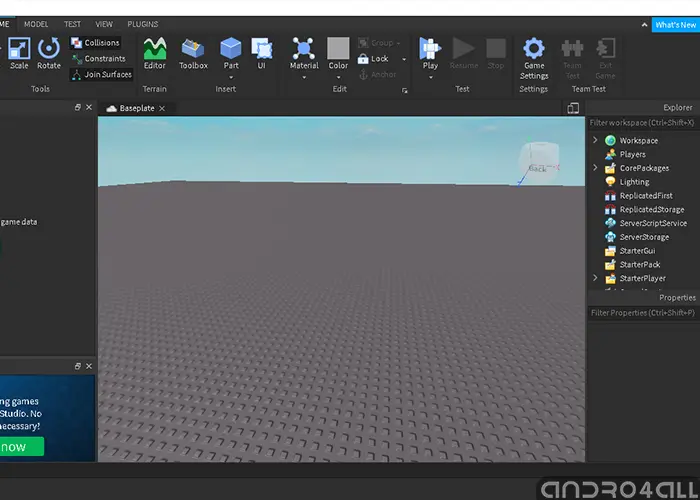 ME MODEL TEST VIEW PLUGINS What's New
Scale Rotate Collisions Constraints Join Surfaces Editor Toolbox Part UI Material Color Group Lock Anchor Play Resume Stop Game Settings Team Test Exit Game
Tools Terrain Insert Edit Test Settings Team Test
Baseplate
Explorer
Filter workspace (Ctrl+Shift+X)
Workspace
Players
CorePackages
Lighting
ReplicatedFirst
ReplicatedStorage
ServerScriptService
ServerStorage
StarterGui
StarterPack
StarterPlayer
Properties
Filter Properties (Ctrl+Shift+P)
game data
Back
ng games
Studio. No
necessary!
now
ANDRO4ALL